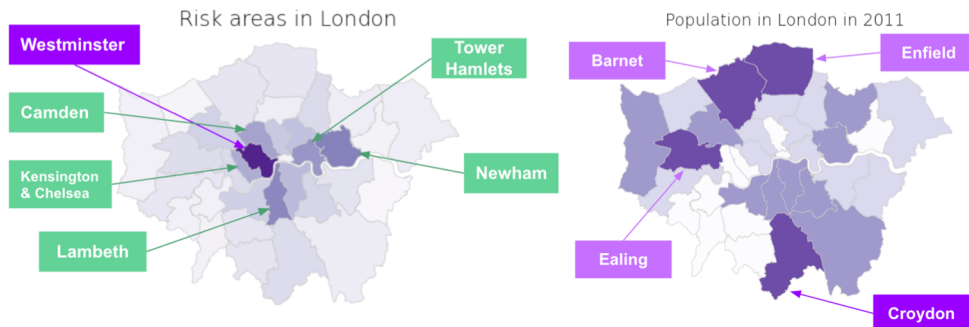 Risk areas in London
Westminster
Tower
Hamlets
Camden
Kensington
& Chelsea
Newham
Lambeth
Population in London in 2011
Barnet
Enfield
Ealing
Croydon